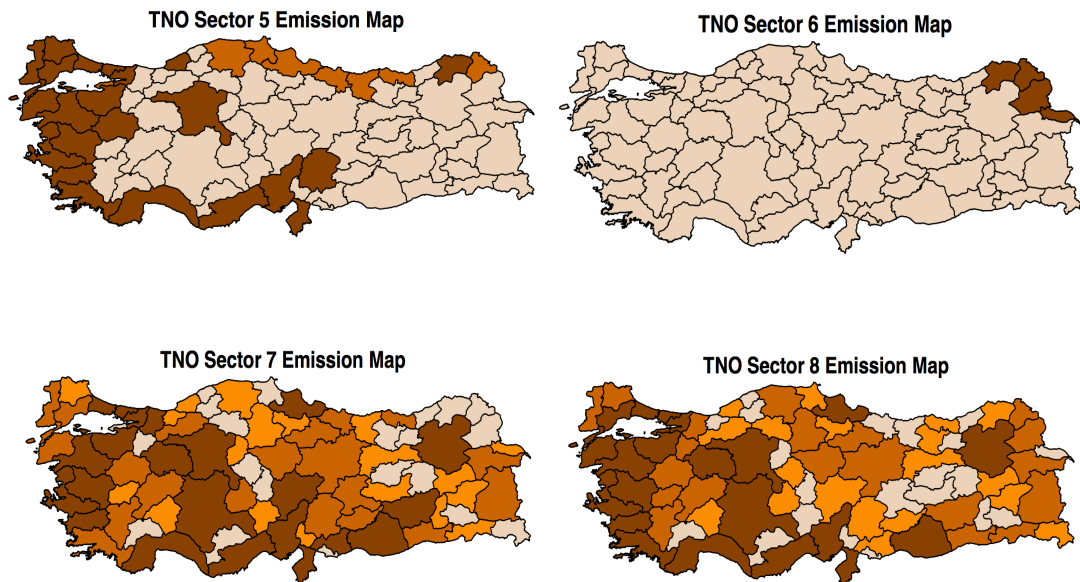 TNO Sector 5 Emission Map
TNO Sector 6 Emission Map
TNO Sector 7 Emission Map
TNO Sector 8 Emission Map